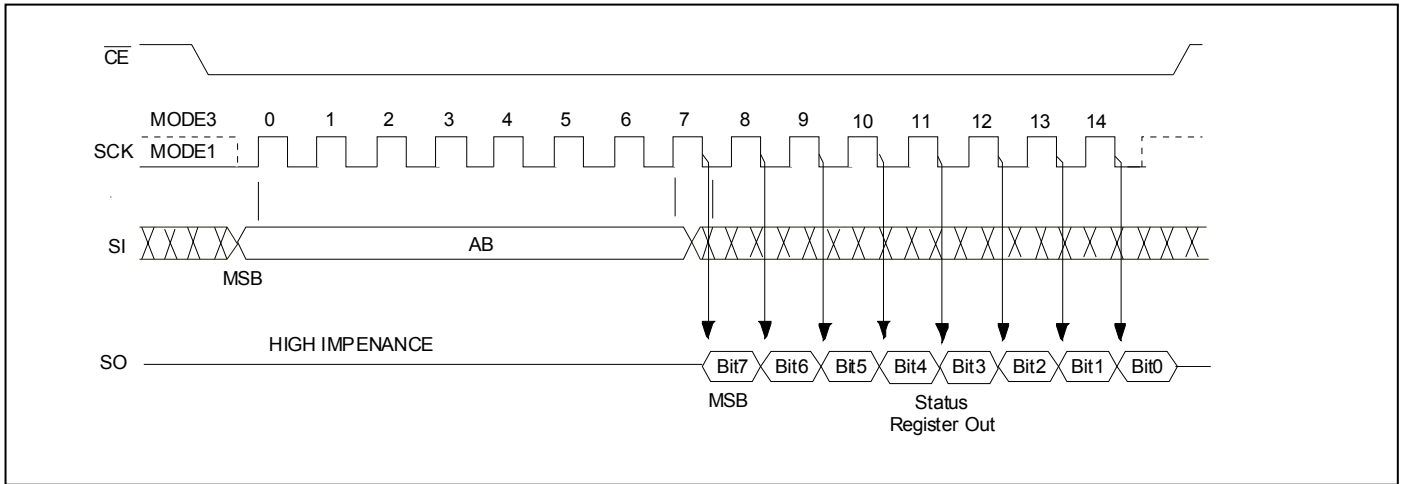 CE
MODE3 0 1 2 3 4 5 6 7 8 9 10 11 12 13 14
SCK MODE1
SI AB
MSB
HIGH IMPENANCE
SO Bit7 Bit6 Bit5 Bit4 Bit3 Bit2 Bit1 Bit0
MSB Status
Register Out